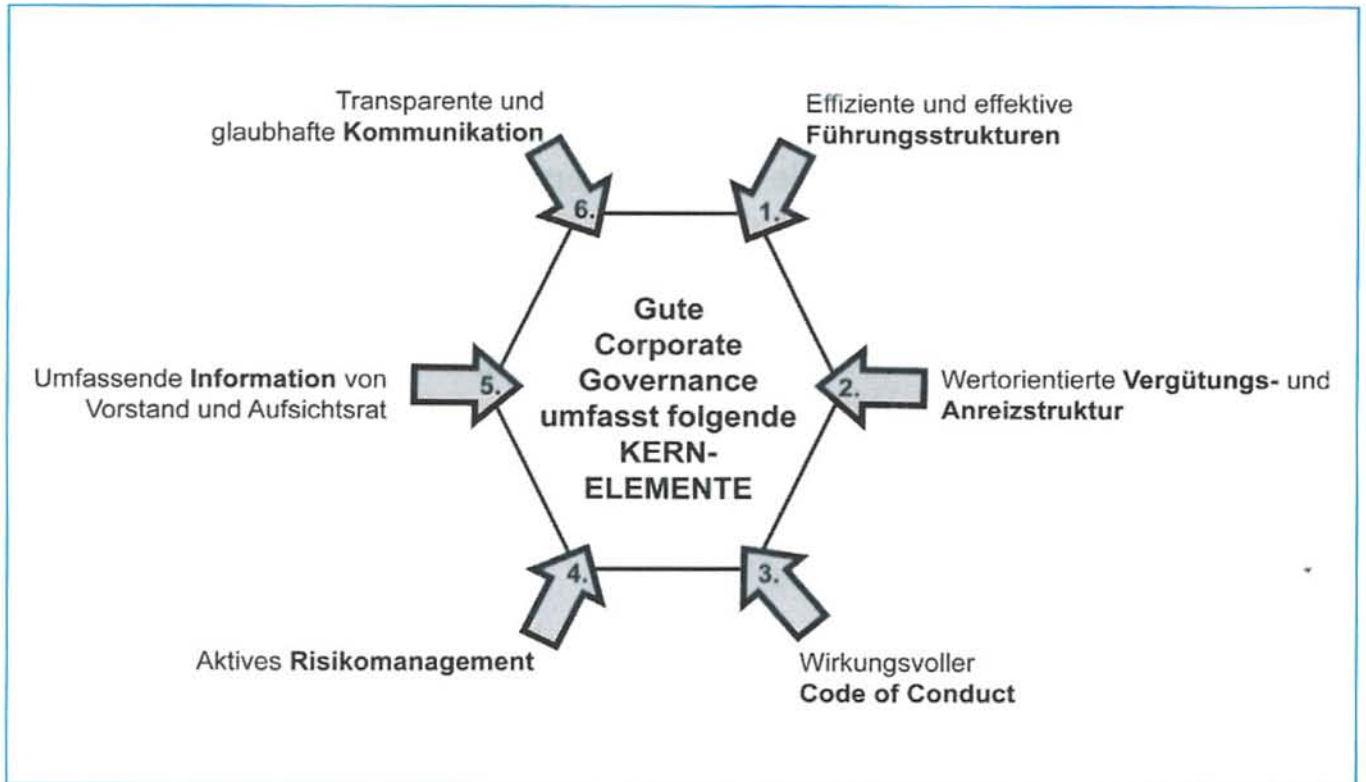 Transparente und
glaubhafte Kommunikation
Effiziente und effektive
Führungsstrukturen
6.
1.
Gute
Corporate
Governance
umfasst folgende
KERN-
ELEMENTE
Umfassende Information von
Vorstand und Aufsichtsrat
5.
2.
Wertorientierte Vergütungs- und
Anreizstruktur
4.
3.
Aktives Risikomanagement
Wirkungsvoller
Code of Conduct